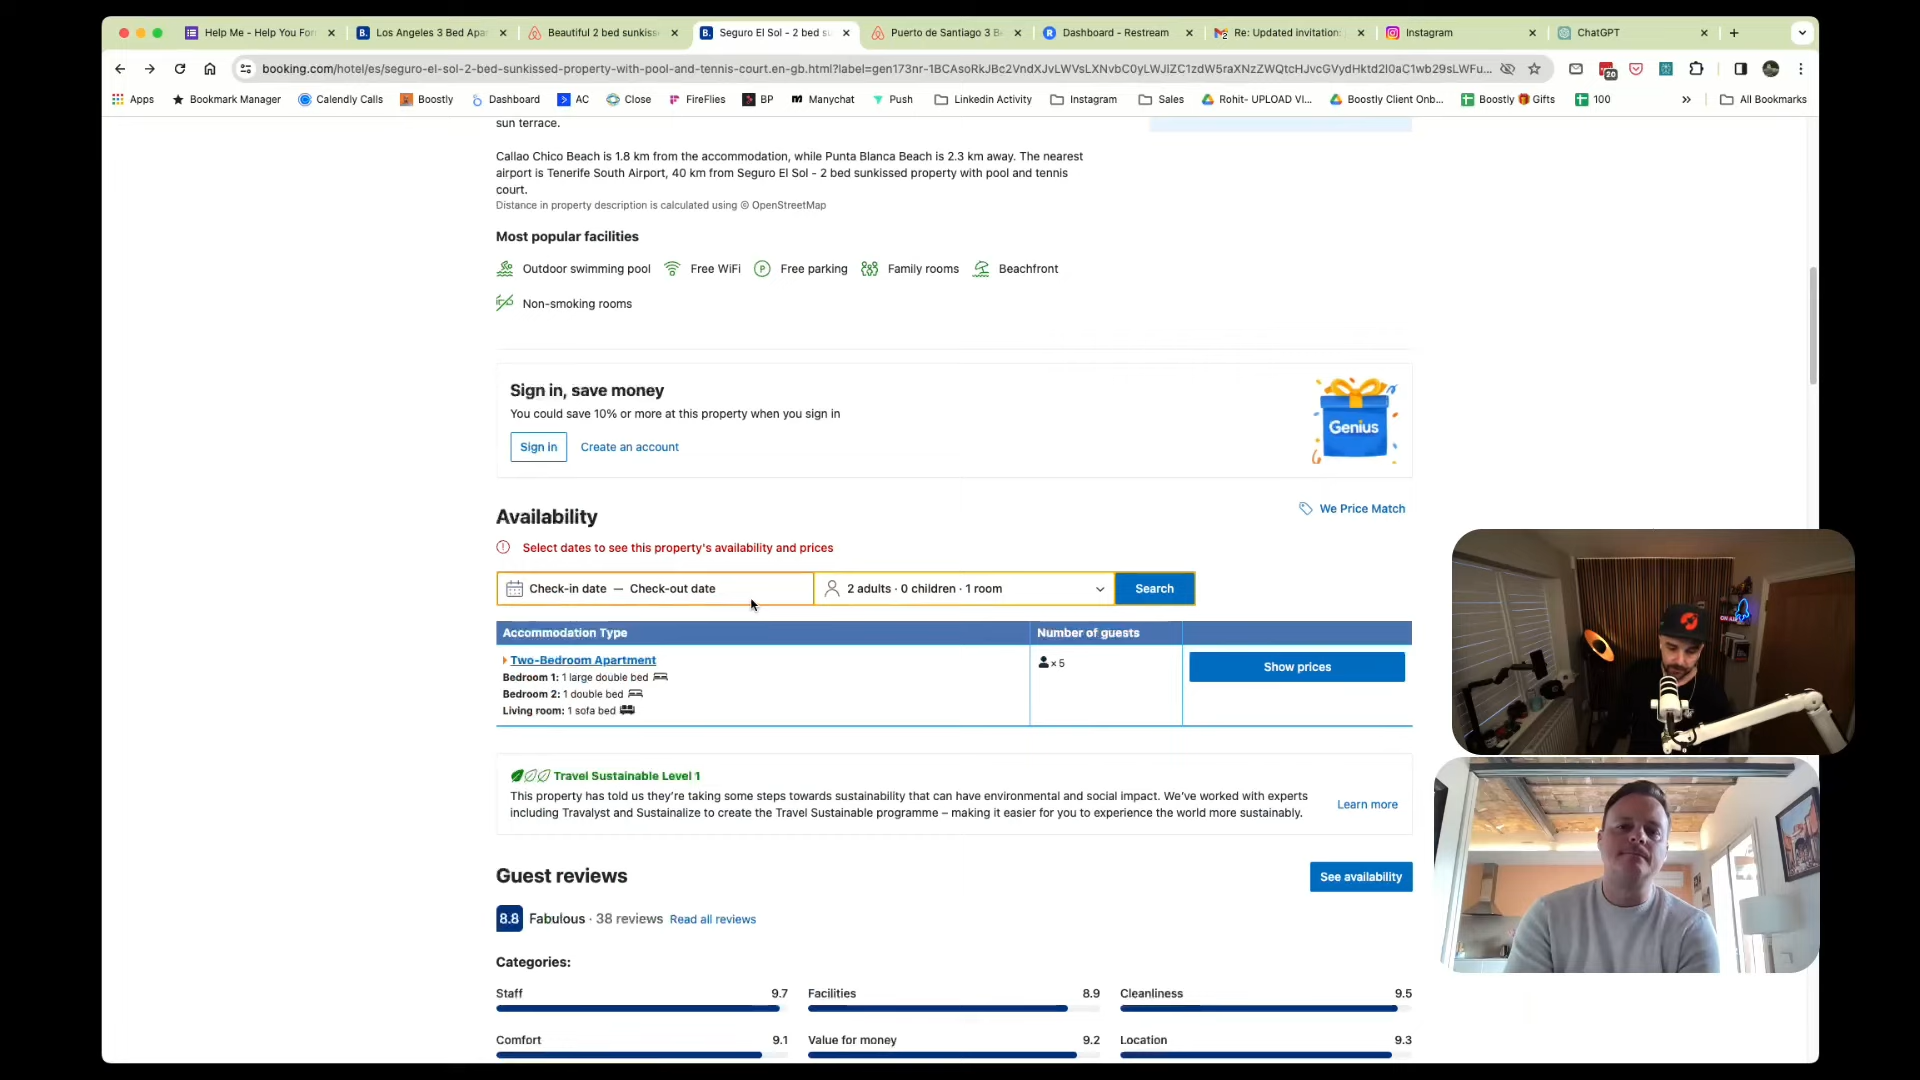 Help Me - Help You For
Los Angeles 3 Bed Apa
Beautiful 2 bed sunkiss
Seguro El Sol - 2 bed su
Puerto de Santiago 3 B
Dashboard - Restream
Re: Updated invitation:
Instagram
ChatGPT
booking.com/hotel/es/seguro-el-sol-2-bed-sunkissed-property-with-pool-and-tennis-court.en-gb.html?label=gen173nr-1BCAsoRkJBc2VndXJvLWVsLXNvbC0yLWJlZC1zdW5raXNzZWQtcHJvcGVydHktd2l0aC1wb29sLWFu...
20
Apps
Bookmark Manager
Calendly Calls
Boostly
Dashboard
AC
Close
FireFlies
BP
Manychat
Push
Linkedin Activity
Instagram
Sales
Rohit- UPLOAD VI...
Boostly Client Onb...
Boostly 🎁 Gifts
100
All Bookmarks
sun terrace.
Callao Chico Beach is 1.8 km from the accommodation, while Punta Blanca Beach is 2.3 km away. The nearest
airport is Tenerife South Airport, 40 km from Seguro El Sol - 2 bed sunkissed property with pool and tennis
court.
Distance in property description is calculated using © OpenStreetMap
Most popular facilities
Outdoor swimming pool
Free WiFi
P
Free parking
Family rooms
Beachfront
Non-smoking rooms
Sign in, save money
You could save 10% or more at this property when you sign in
Sign in
Create an account
Genius
Availability
We Price Match
Select dates to see this property's availability and prices
Check-in date — Check-out date
2 adults · 0 children · 1 room
Search
Accommodation Type
Number of guests
Two-Bedroom Apartment
× 5
Show prices
Bedroom 1: 1 large double bed
Bedroom 2: 1 double bed
Living room: 1 sofa bed
Travel Sustainable Level 1
This property has told us they're taking some steps towards sustainability that can have environmental and social impact. We've worked with experts
including Travalyst and Sustainalize to create the Travel Sustainable programme – making it easier for you to experience the world more sustainably.
Learn more
Guest reviews
See availability
8.8
Fabulous · 38 reviews
Read all reviews
Categories:
Staff
9.7
Facilities
8.9
Cleanliness
9.5
Comfort
9.1
Value for money
9.2
Location
9.3
ON AIR